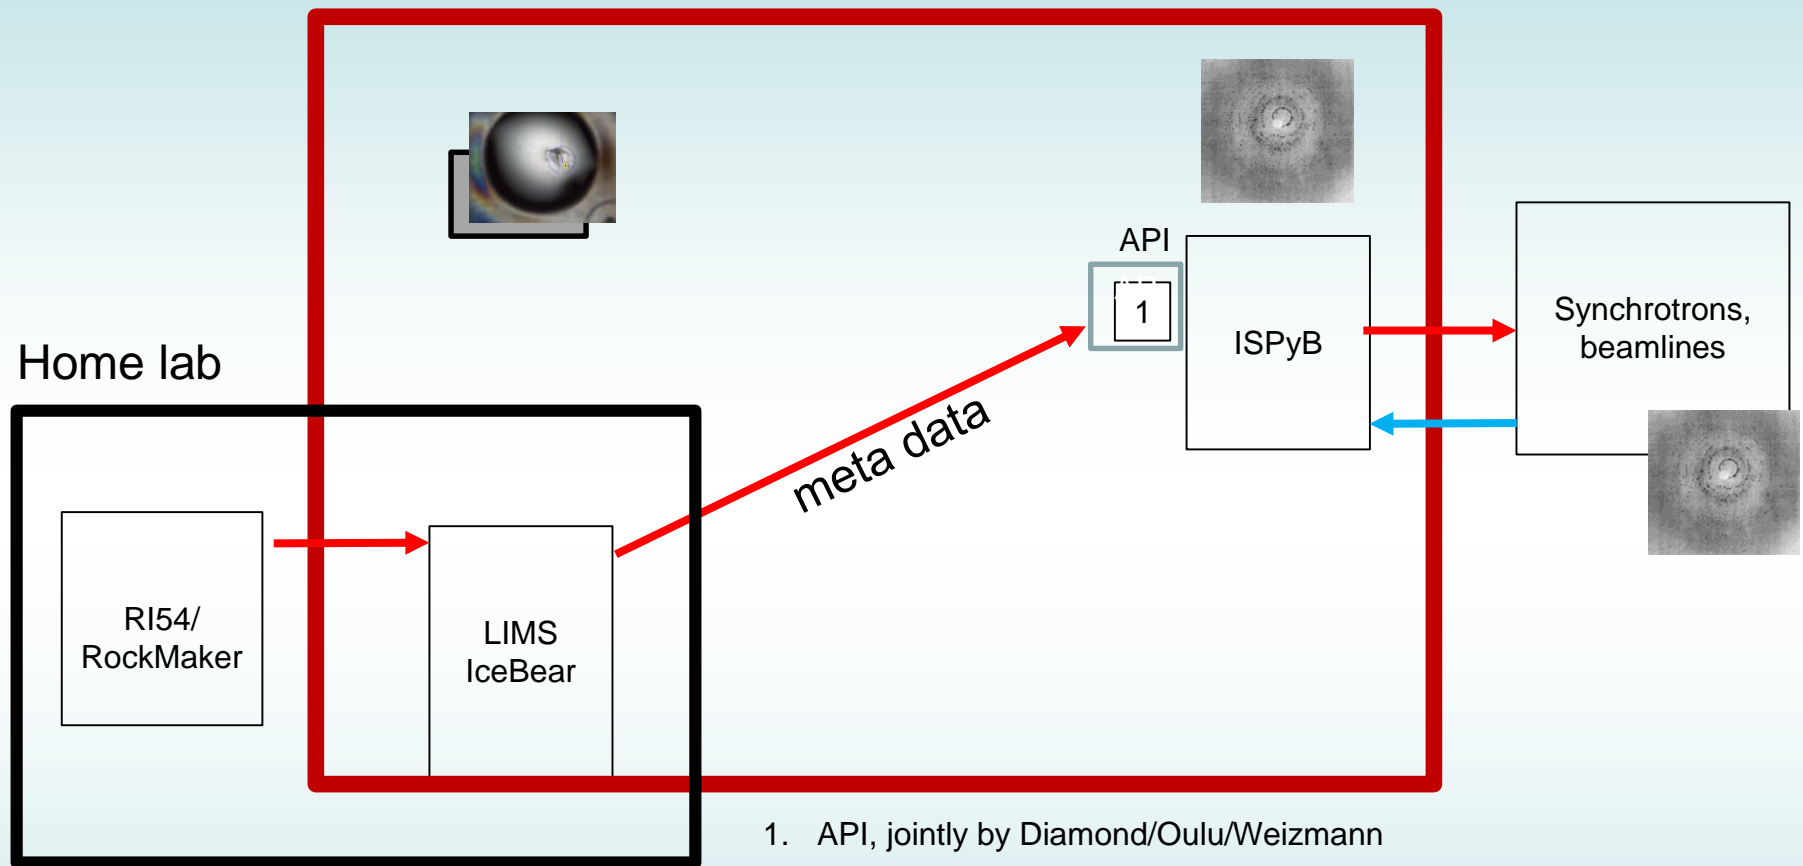 API
1
ISPyB
Synchrotrons,
beamlines
Home lab
meta data
RI54/
RockMaker
LIMS
IceBear
1. API, jointly by Diamond/Oulu/Weizmann